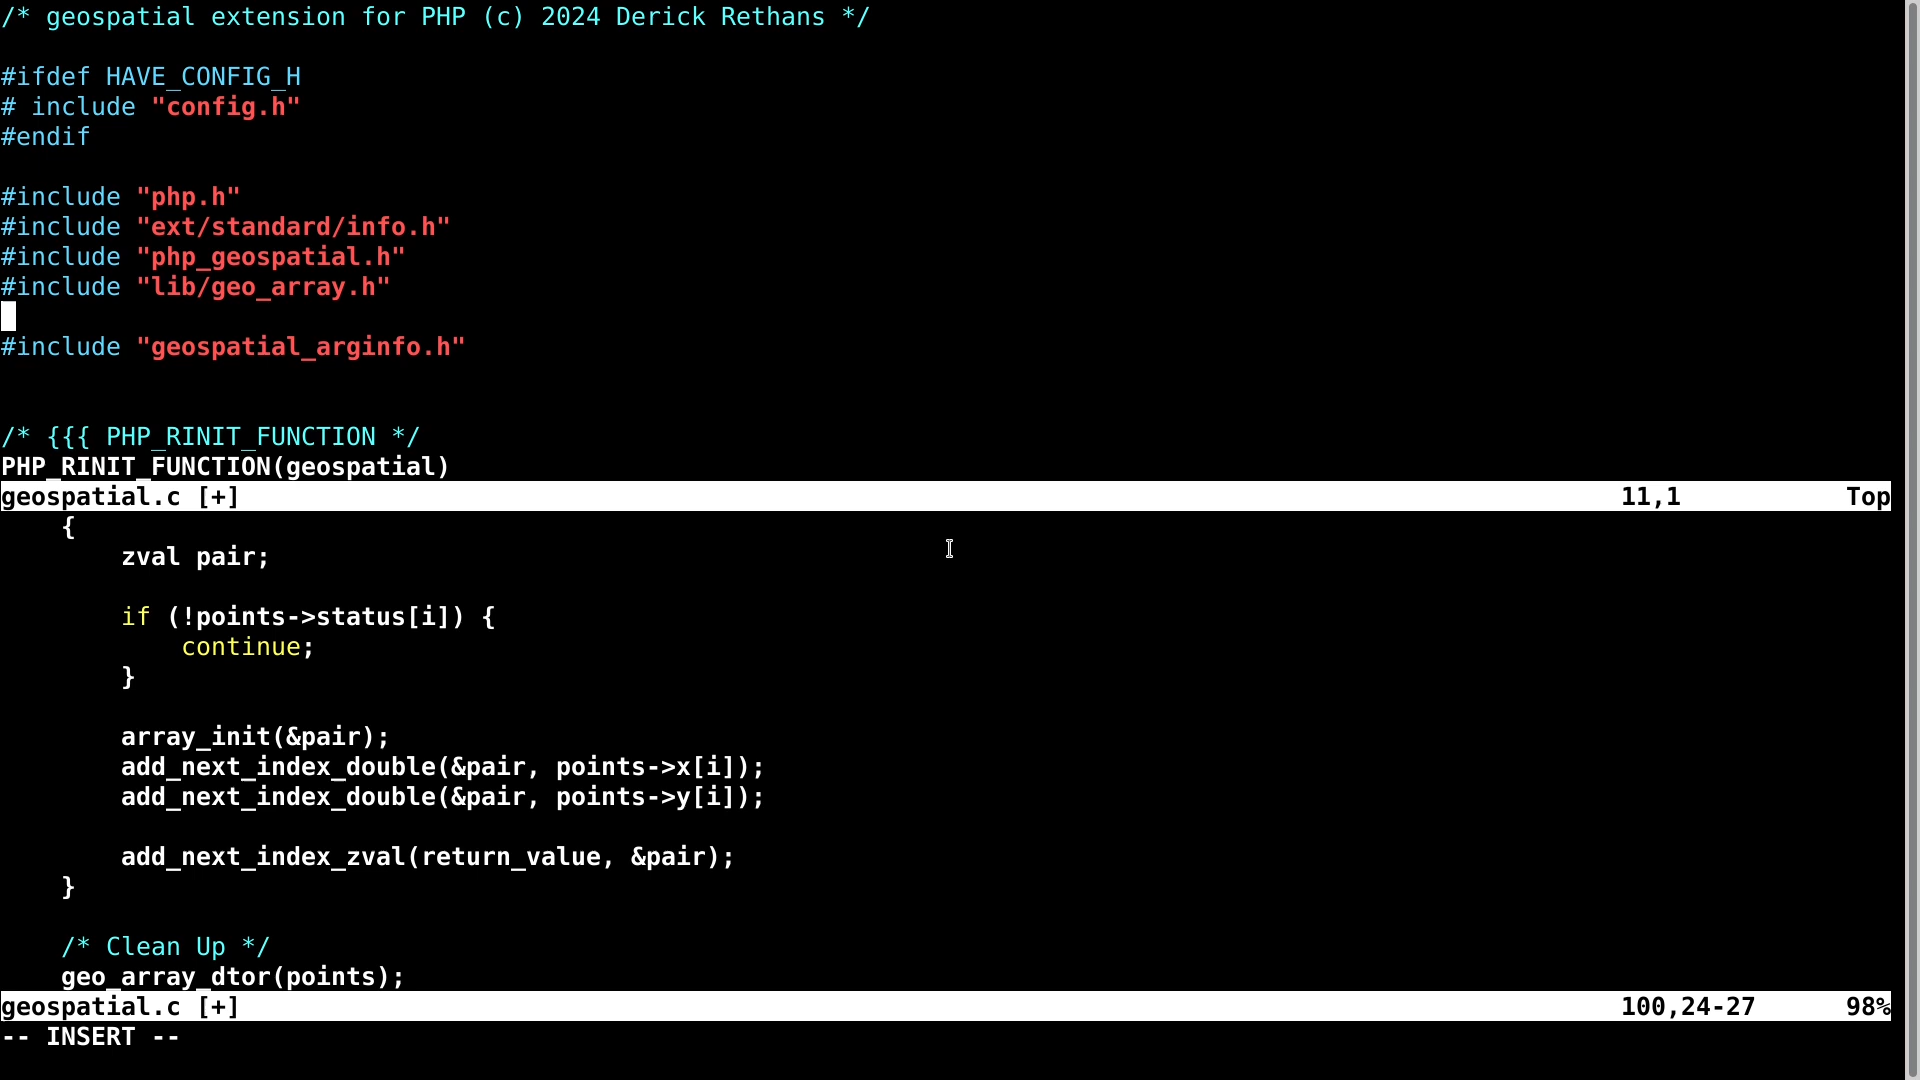 /* geospatial extension for PHP (c) 2024 Derick Rethans */
#ifdef HAVE_CONFIG_H
# include "config.h"
#endif
#include "php.h"
#include "ext/standard/info.h"
#include "php_geospatial.h"
#include "lib/geo_array.h"
#include "geospatial_arginfo.h"
/* {{{ PHP_RINIT_FUNCTION */
PHP_RINIT_FUNCTION(geospatial)
geospatial.c [+] 11,1 Top
{
zval pair;
if (!points->status[i]) {
continue;
}
array_init(&pair);
add_next_index_double(&pair, points->x[i]);
add_next_index_double(&pair, points->y[i]);
add_next_index_zval(return_value, &pair);
}
/* Clean Up */
geo_array_dtor(points);
geospatial.c [+] 100,24-27 98%
-- INSERT --